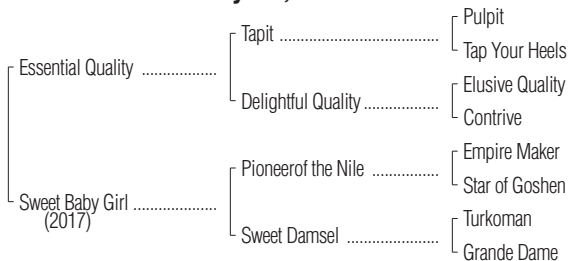 Pulpit
Tapit
Tap Your Heels
Essential Quality
Elusive Quality
Delightful Quality
Contrive
Empire Maker
Pioneerof the Nile
Star of Goshen
Sweet Baby Girl
(2017)
Turkoman
Sweet Damsel
Grande Dame